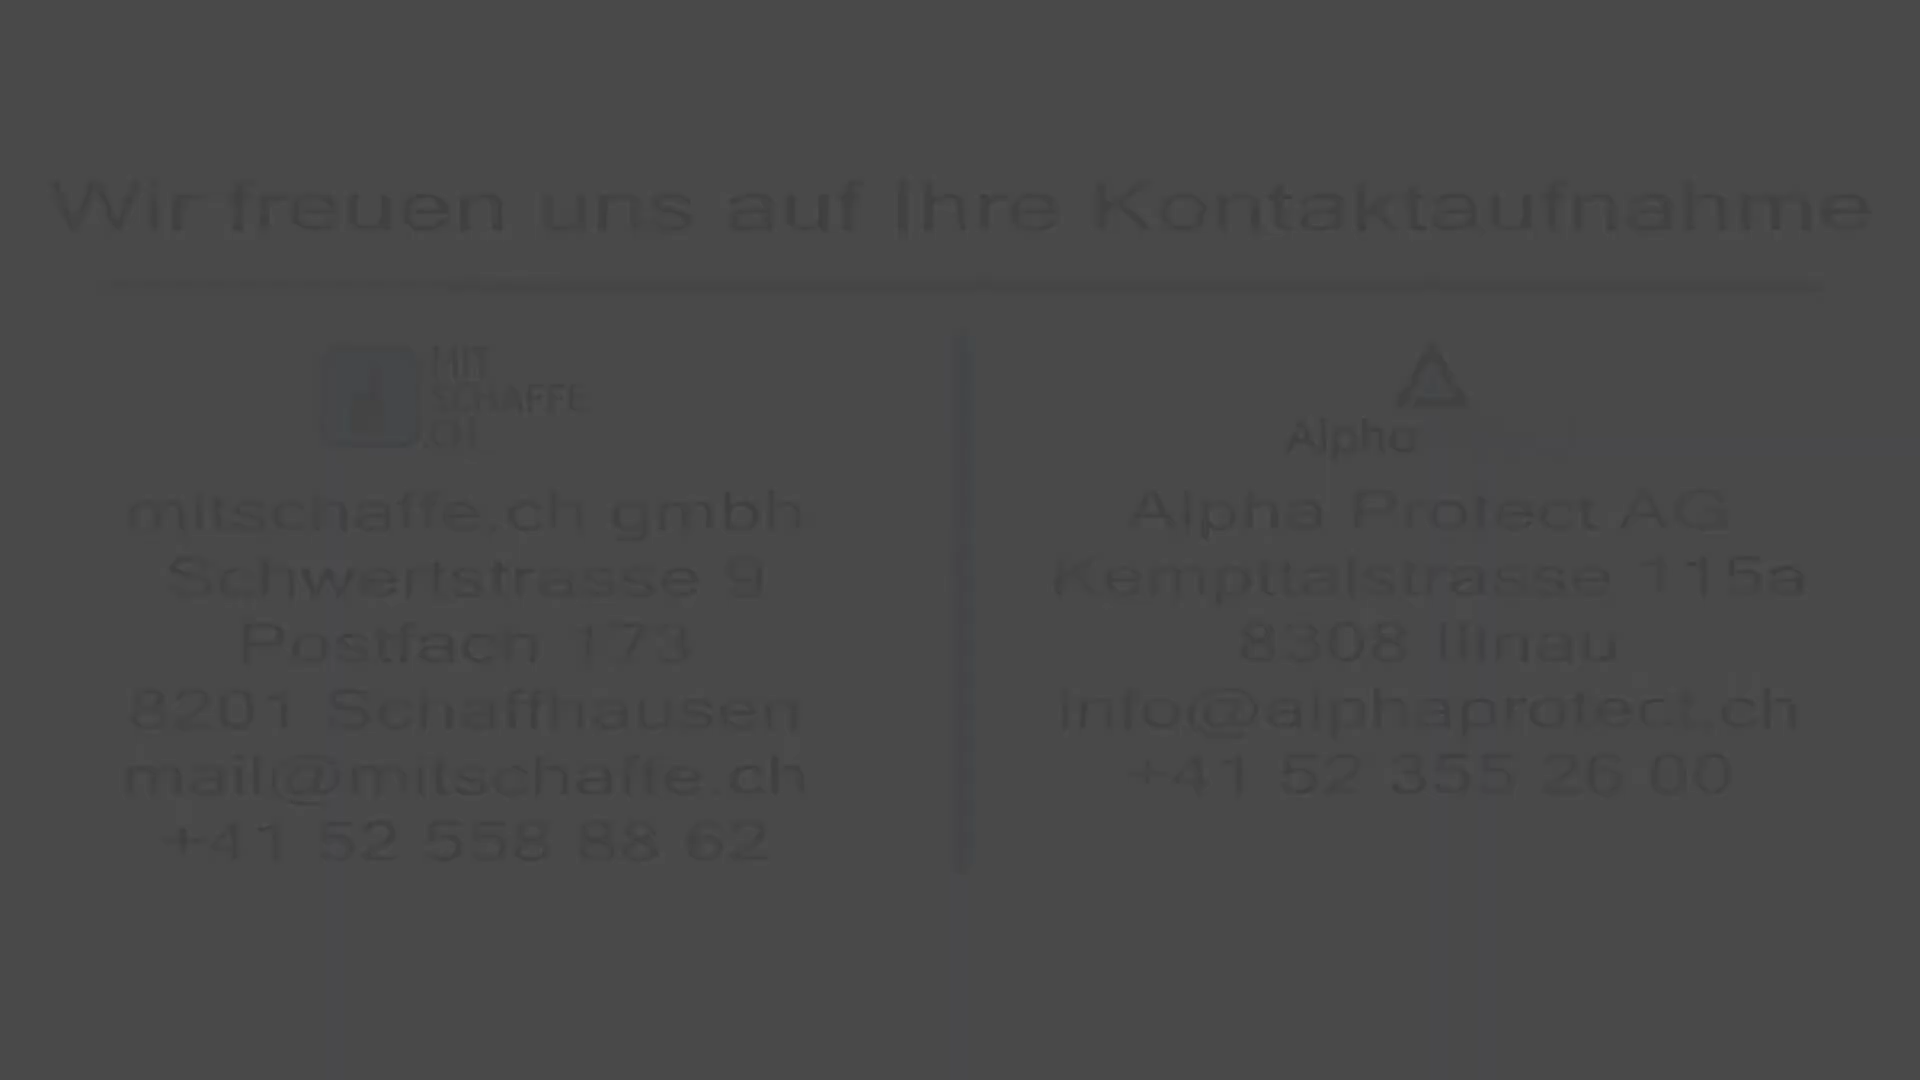 Wir freuen uns auf Ihre Kontaktaufnahme
MIT
SCHAFFE
.CH
mitschaffe.ch gmbh
Schwertstrasse 9
Postfach 173
8201 Schaffhausen
mail@mitschaffe.ch
+41 52 558 88 62
Alpha
Alpha Protect AG
Kempttalstrasse 115a
8308 Illnau
info@alphaprotect.ch
+41 52 355 26 00